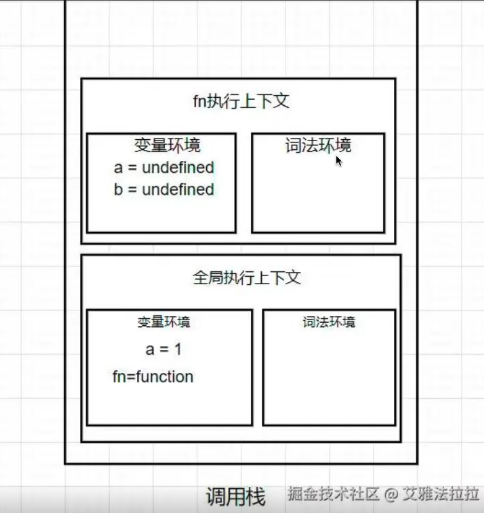 fn执行上下文
变量环境
a = undefined
b = undefined
词法环境
全局执行上下文
变量环境
a = 1
fn=function
词法环境
调用栈
掘金技术社区 @ 艾雅法拉拉